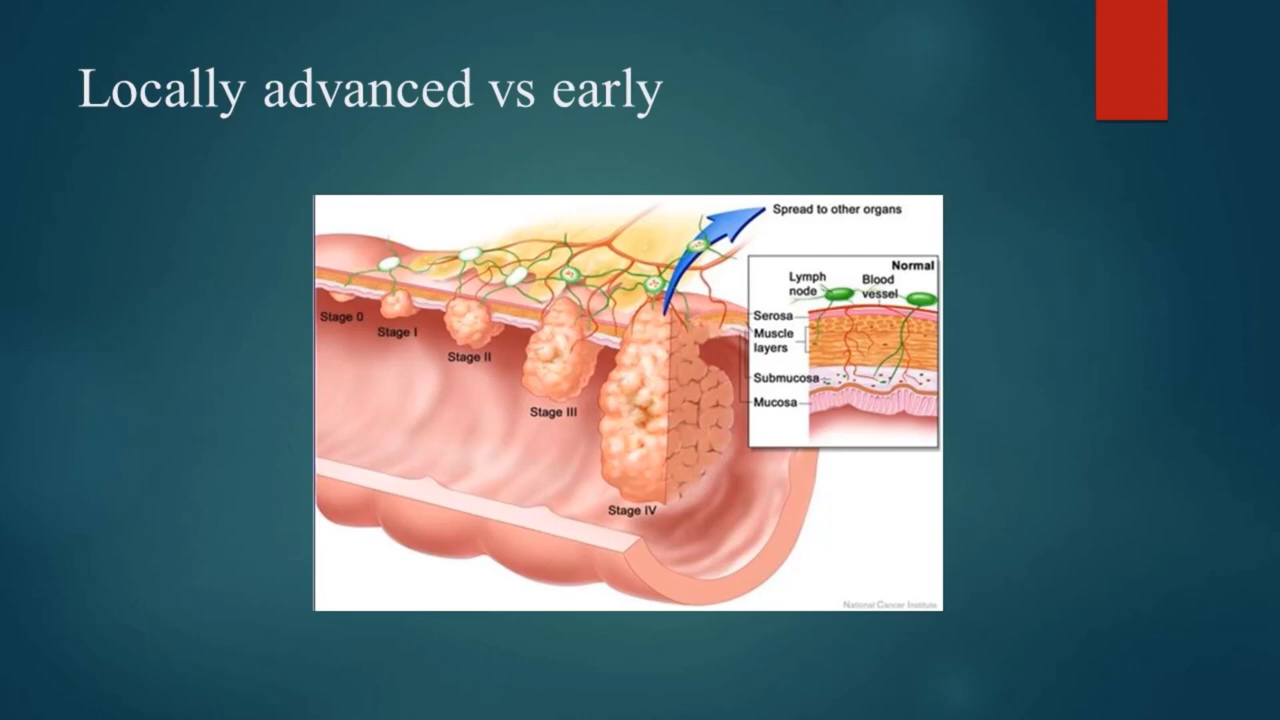 Locally advanced vs early
Spread to other organs
Normal
Lymph
node
Blood
vessel
Serosa
Muscle
layers
Submucosa
Mucosa
Stage 0
Stage I
Stage II
Stage III
Stage IV
National Cancer Institute